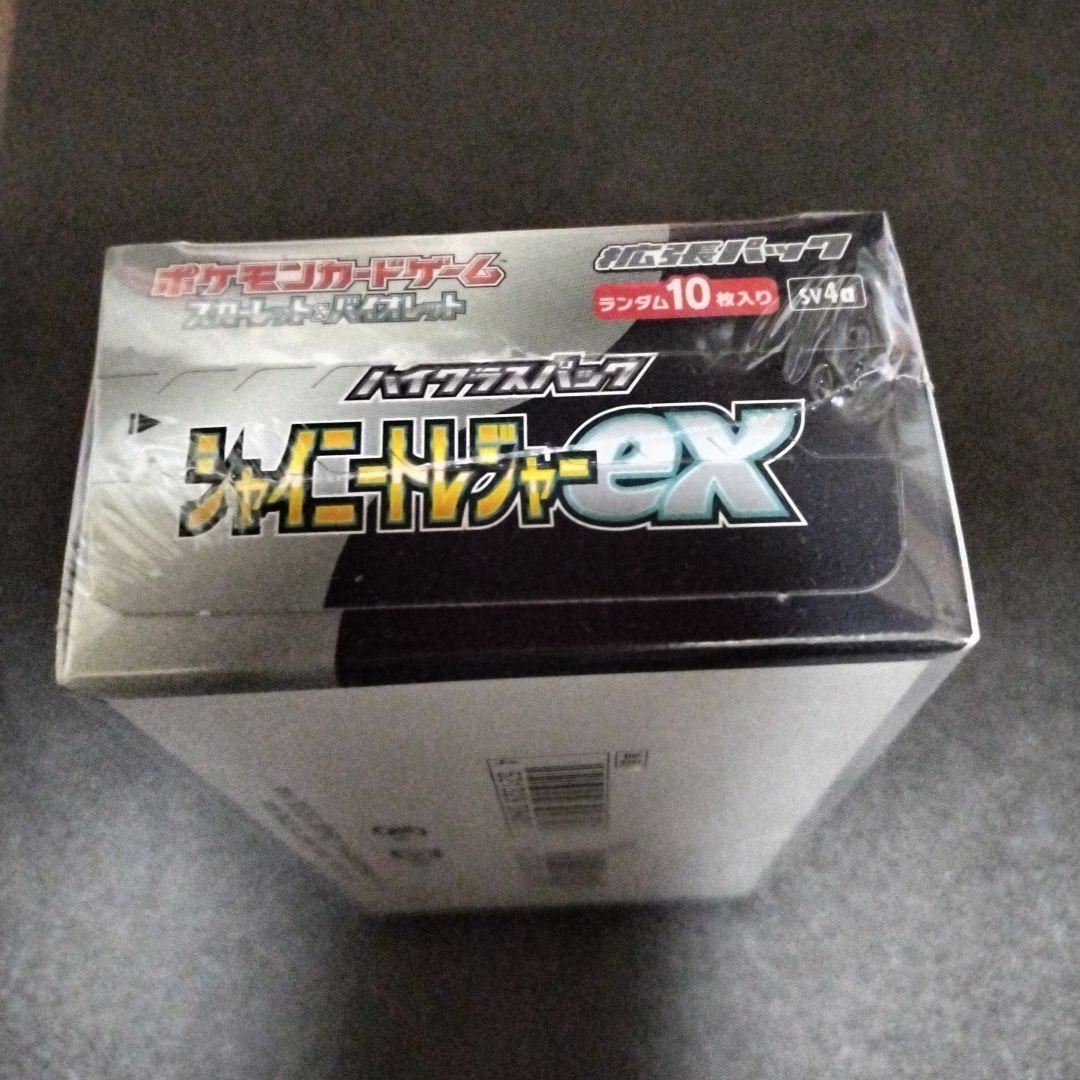 ポケモンカードゲーム™
スカーレット&バイオレット
拡張パック
ランダム10枚入り
SV4a
ハイクラスパック
シャイニートレジャーex